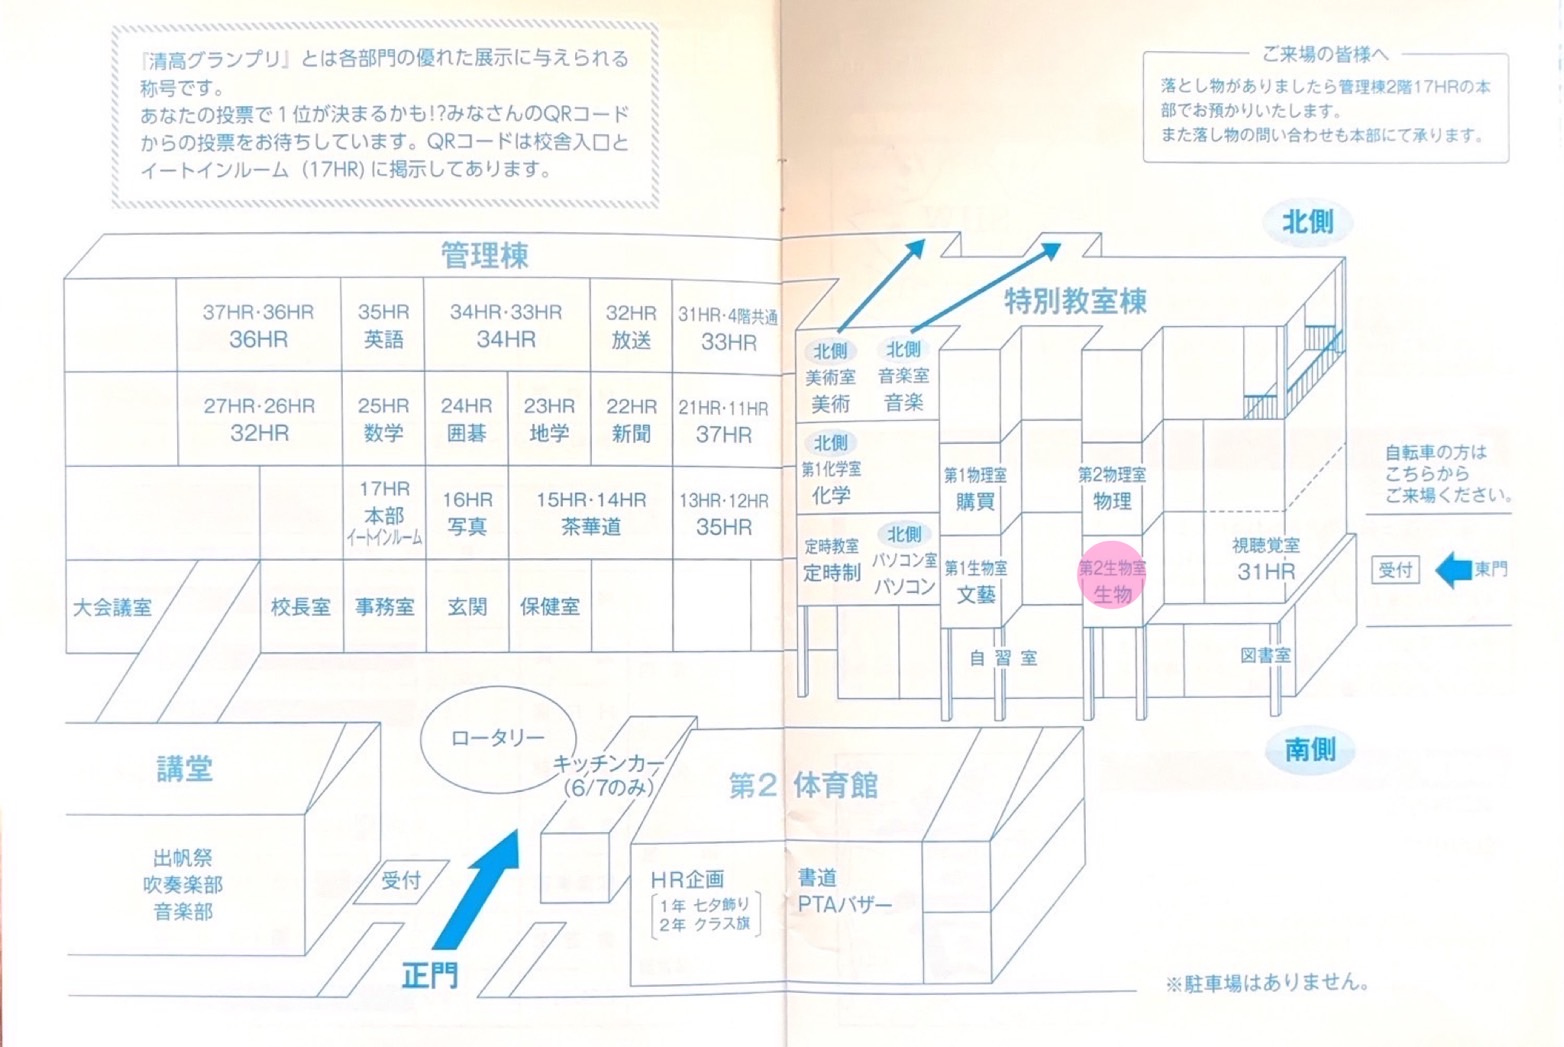 『清高グランプリ』とは各部門の優れた展示に与えられる
称号です。
あなたの投票で1位が決まるかも!?みなさんのQRコード
からの投票をお待ちしています。QRコードは校舎入口と
イートインルーム（17HR）に掲示してあります。
ご来場の皆様へ
落とし物がありましたら管理棟2階17HRの本
部でお預かりいたします。
また落し物の問い合わせも本部にて承ります。
北側
管理棟
37HR・36HR
36HR
35HR
英語
34HR・33HR
34HR
32HR
放送
31HR・4階共通
33HR
27HR・26HR
32HR
25HR
数学
24HR
囲碁
23HR
地学
22HR
新聞
21HR・11HR
37HR
17HR
本部
イートインルーム
16HR
写真
15HR・14HR
茶華道
13HR・12HR
35HR
大会議室
校長室
事務室
玄関
保健室
特別教室棟
北側
美術室
美術
北側
音楽室
音楽
北側
第1化学室
化学
第1物理室
購買
第2物理室
物理
定時教室
定時制
北側
パソコン室
パソコン
第1生物室
文藝
第2生物室
生物
視聴覚室
31HR
自習室
図書室
自転車の方は
こちらから
ご来場ください。
受付
東門
南側
講堂
出帆祭
吹奏楽部
音楽部
ロータリー
キッチンカー
（6/7のみ）
受付
正門
第2体育館
HR企画
1年 七夕飾り
2年 クラス旗
書道
PTAバザー
※駐車場はありません。